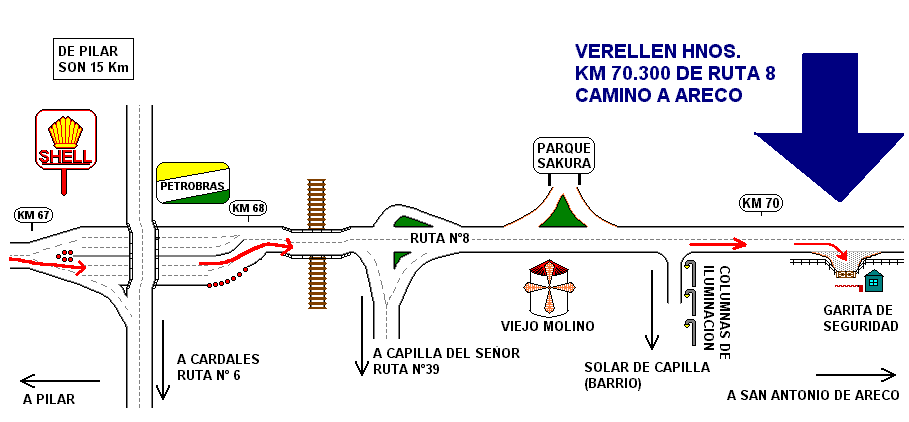 DE PILAR
SON 15 Km
VERELLEN HNOS.
KM 70.300 DE RUTA 8
CAMINO A ARECO
SHELL
PETROBRAS
PARQUE
SAKURA
KM 67
KM 68
KM 70
RUTA N°8
VIEJO MOLINO
COLUMNAS DE
ILUMINACION
GARITA DE
SEGURIDAD
A CARDALES
RUTA N° 6
A CAPILLA DEL SEÑOR
RUTA N°39
SOLAR DE CAPILLA
(BARRIO)
A PILAR
A SAN ANTONIO DE ARECO